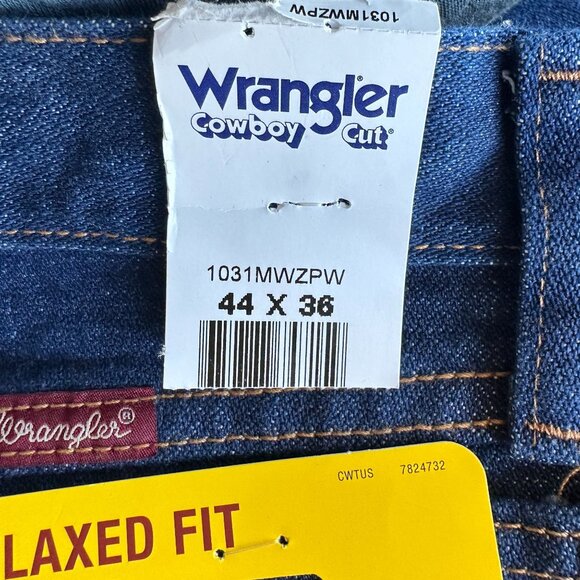 1031MWZPW
Wrangler
Cowboy Cut®
1031MWZPW
44 X 36
Wrangler®
CWTUS 7824732
LAXED FIT